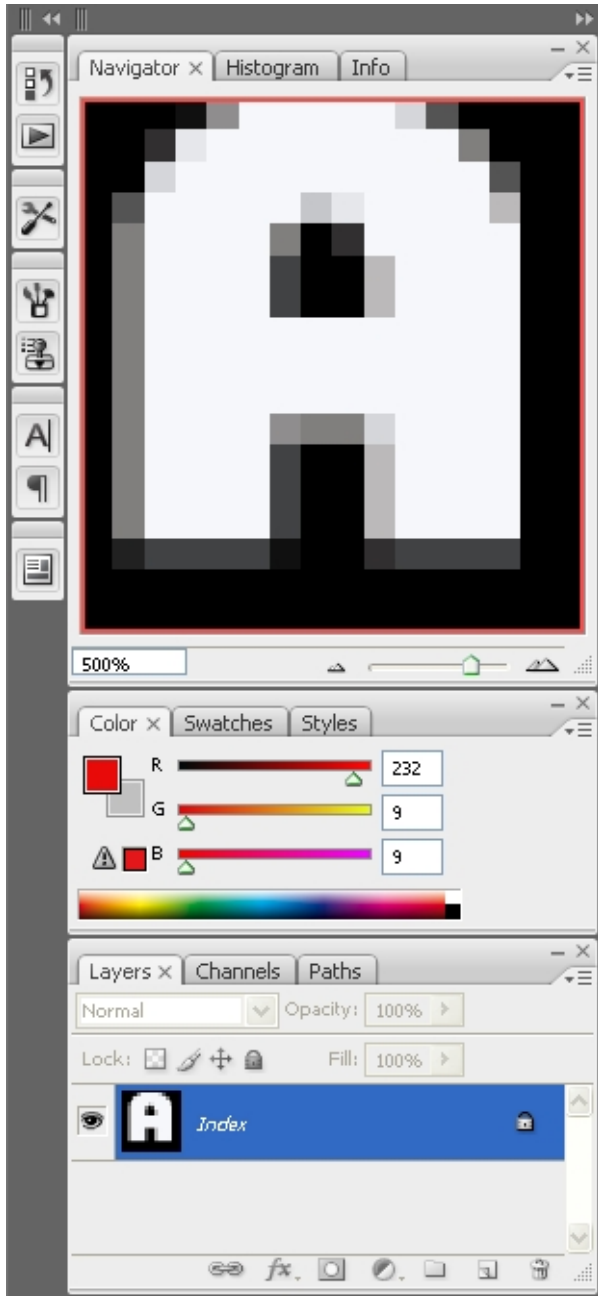 Navigator × Histogram Info
A
A
¶
500%
Color × Swatches Styles
R 232
G 9
B 9
Layers × Channels Paths
Normal Opacity: 100%
Lock: Fill: 100%
A Index
fx.